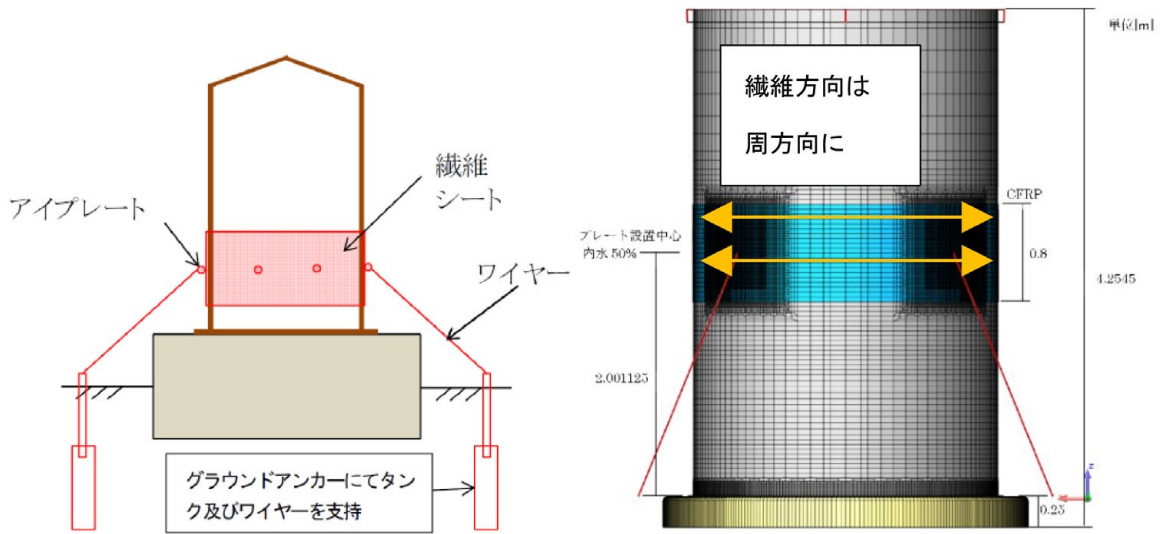 アイプレート
繊維
シート
ワイヤー
グラウンドアンカーにてタン
ク及びワイヤーを支持
単位[m]
繊維方向は
周方向に
CFRP
プレート設置中心
内水50%
0.8
4.2545
2.001125
z
0.25